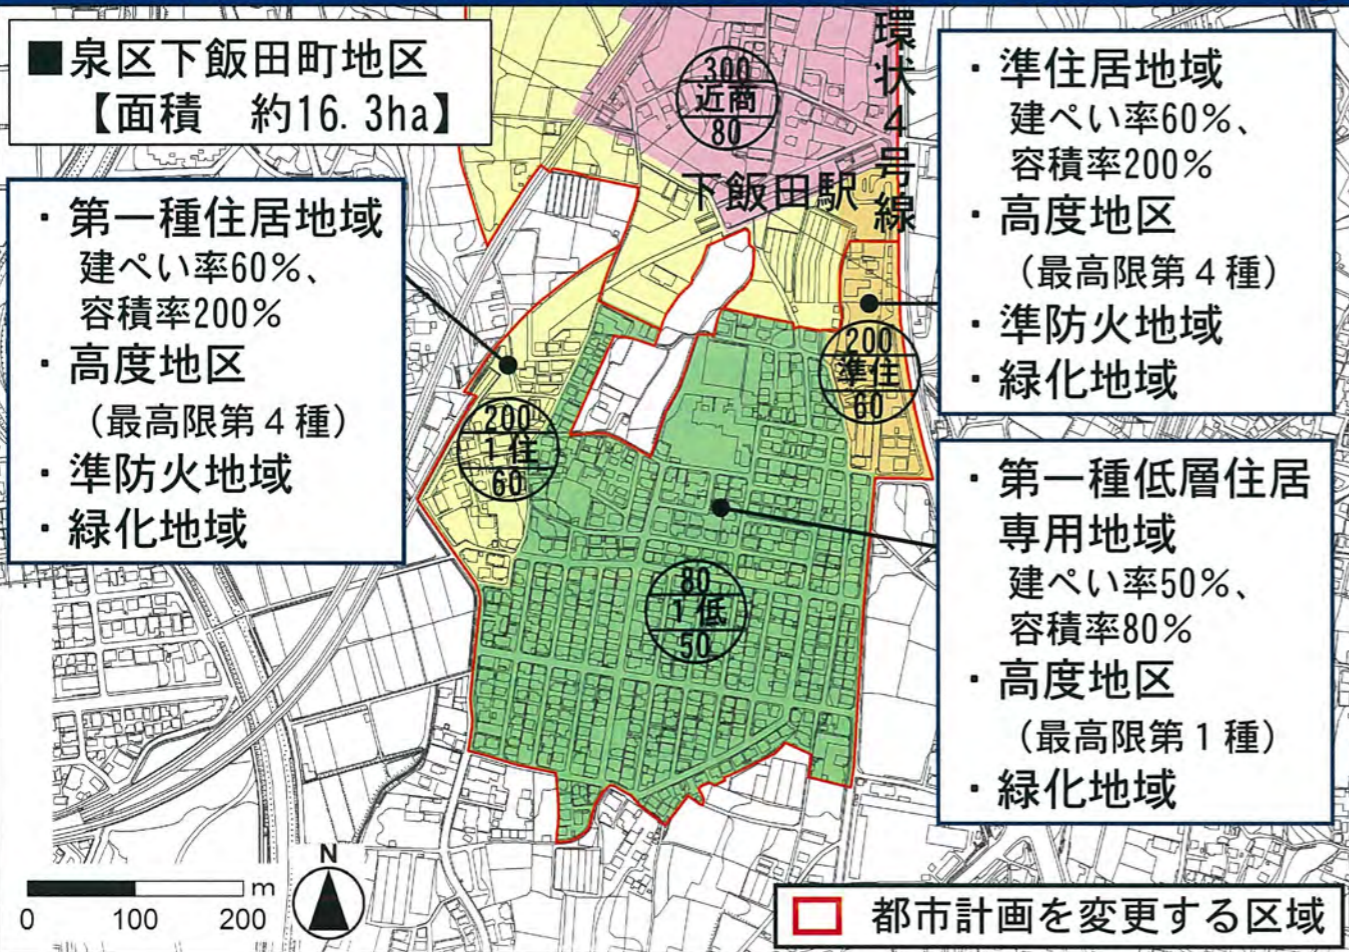 ■泉区下飯田町地区
【面積　約16.3ha】
・第一種住居地域
建ぺい率60%、
容積率200%
・高度地区
（最高限第４種）
・準防火地域
・緑化地域
300
近商
80
下飯田駅
環状４号線
・準住居地域
建ぺい率60%、
容積率200%
・高度地区
（最高限第４種）
・準防火地域
・緑化地域
200
準住
60
200
1住
60
80
1低
50
・第一種低層住居
専用地域
建ぺい率50%、
容積率80%
・高度地区
（最高限第１種）
・緑化地域
0 100 200 m
N
都市計画を変更する区域